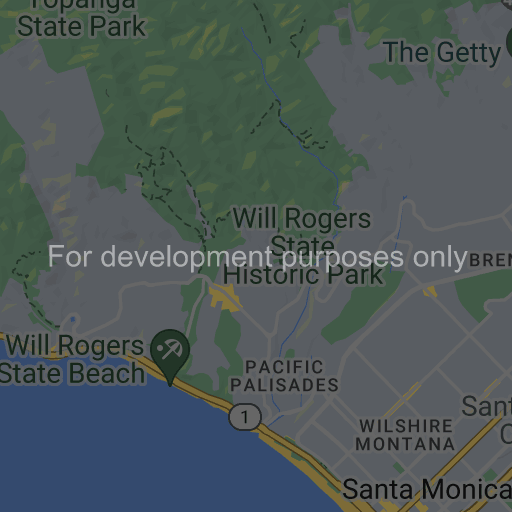 Topanga
State Park
The Getty
Will Rogers
State
Historic Park
For development purposes only
BREN
Will Rogers
State Beach
PACIFIC
PALISADES
1
WILSHIRE
MONTANA
Sant
C
Santa Monica